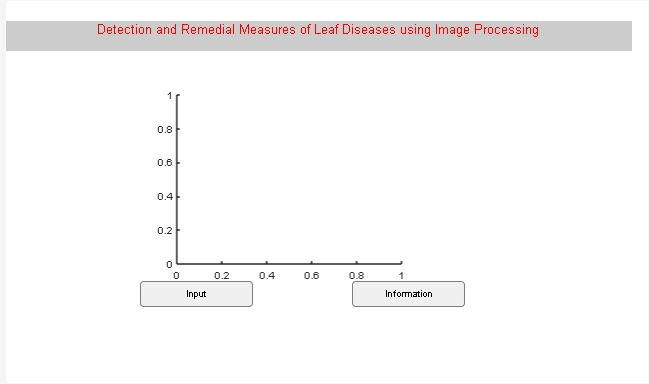 Detection and Remedial Measures of Leaf Diseases using Image Processing
1
0.8
0.6
0.4
0.2
0
0 0.2 0.4 0.6 0.8 1
Input Information